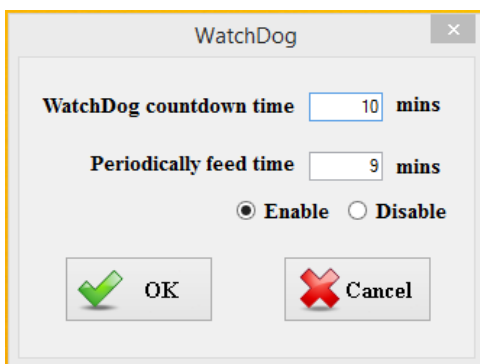 WatchDog
WatchDog countdown time 10 mins
Periodically feed time 9 mins
Enable Disable
OK Cancel